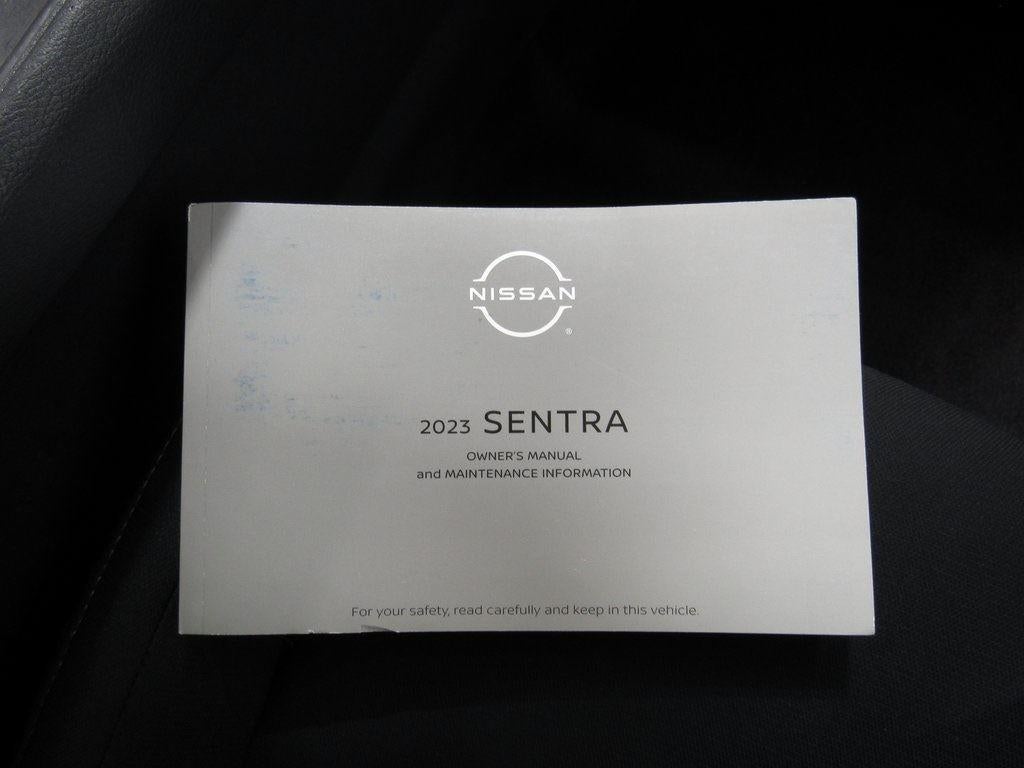 NISSAN
®
2023 SENTRA
OWNER'S MANUAL
and MAINTENANCE INFORMATION
For your safety, read carefully and keep in this vehicle.